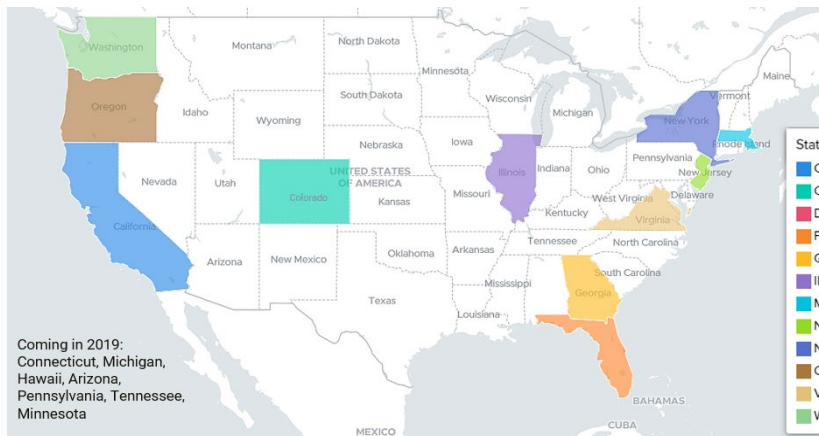 Washington
Montana
North Dakota
Minnesota
Maine
Oregon
Idaho
South Dakota
Wisconsin
Michigan
Vermont
New York
Wyoming
Iowa
Rhode Island
Nebraska
Pennsylvania
Nevada
Utah
Colorado
UNITED STATES
OF AMERICA
Illinois
Indiana
Ohio
New Jersey
Kansas
Missouri
West Virginia
Delaware
California
Kentucky
Virginia
Arizona
New Mexico
Oklahoma
Arkansas
Tennessee
North Carolina
Texas
Mississippi
South Carolina
Georgia
Louisiana
Coming in 2019:
Connecticut, Michigan,
Hawaii, Arizona,
Pennsylvania, Tennessee,
Minnesota
MEXICO
BAHAMAS
CUBA
Stat
C
C
D
F
G
Il
M
N
N
O
V
W